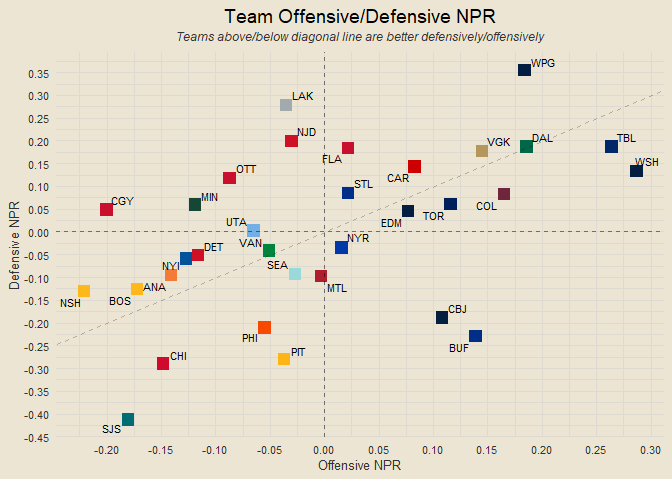 Team Offensive/Defensive NPR
Teams above/below diagonal line are better defensively/offensively
WPG
0.35
LAK
0.30
0.25
NJD
0.20
VGK
DAL
TBL
FLA
WSH
0.15
OTT
CAR
STL
0.10
CGY
MIN
COL
0.05
TOR
UTA
EDM
0.00
VAN
NYR
DET
-0.05
NYI
SEA
-0.10
ANA
MTL
NSH
BOS
-0.15
CBJ
-0.20
PHI
BUF
-0.25
CHI
PIT
-0.30
-0.35
-0.40
SJS
-0.45
Defensive NPR
-0.20 -0.15 -0.10 -0.05 0.00 0.05 0.10 0.15 0.20 0.25 0.30
Offensive NPR